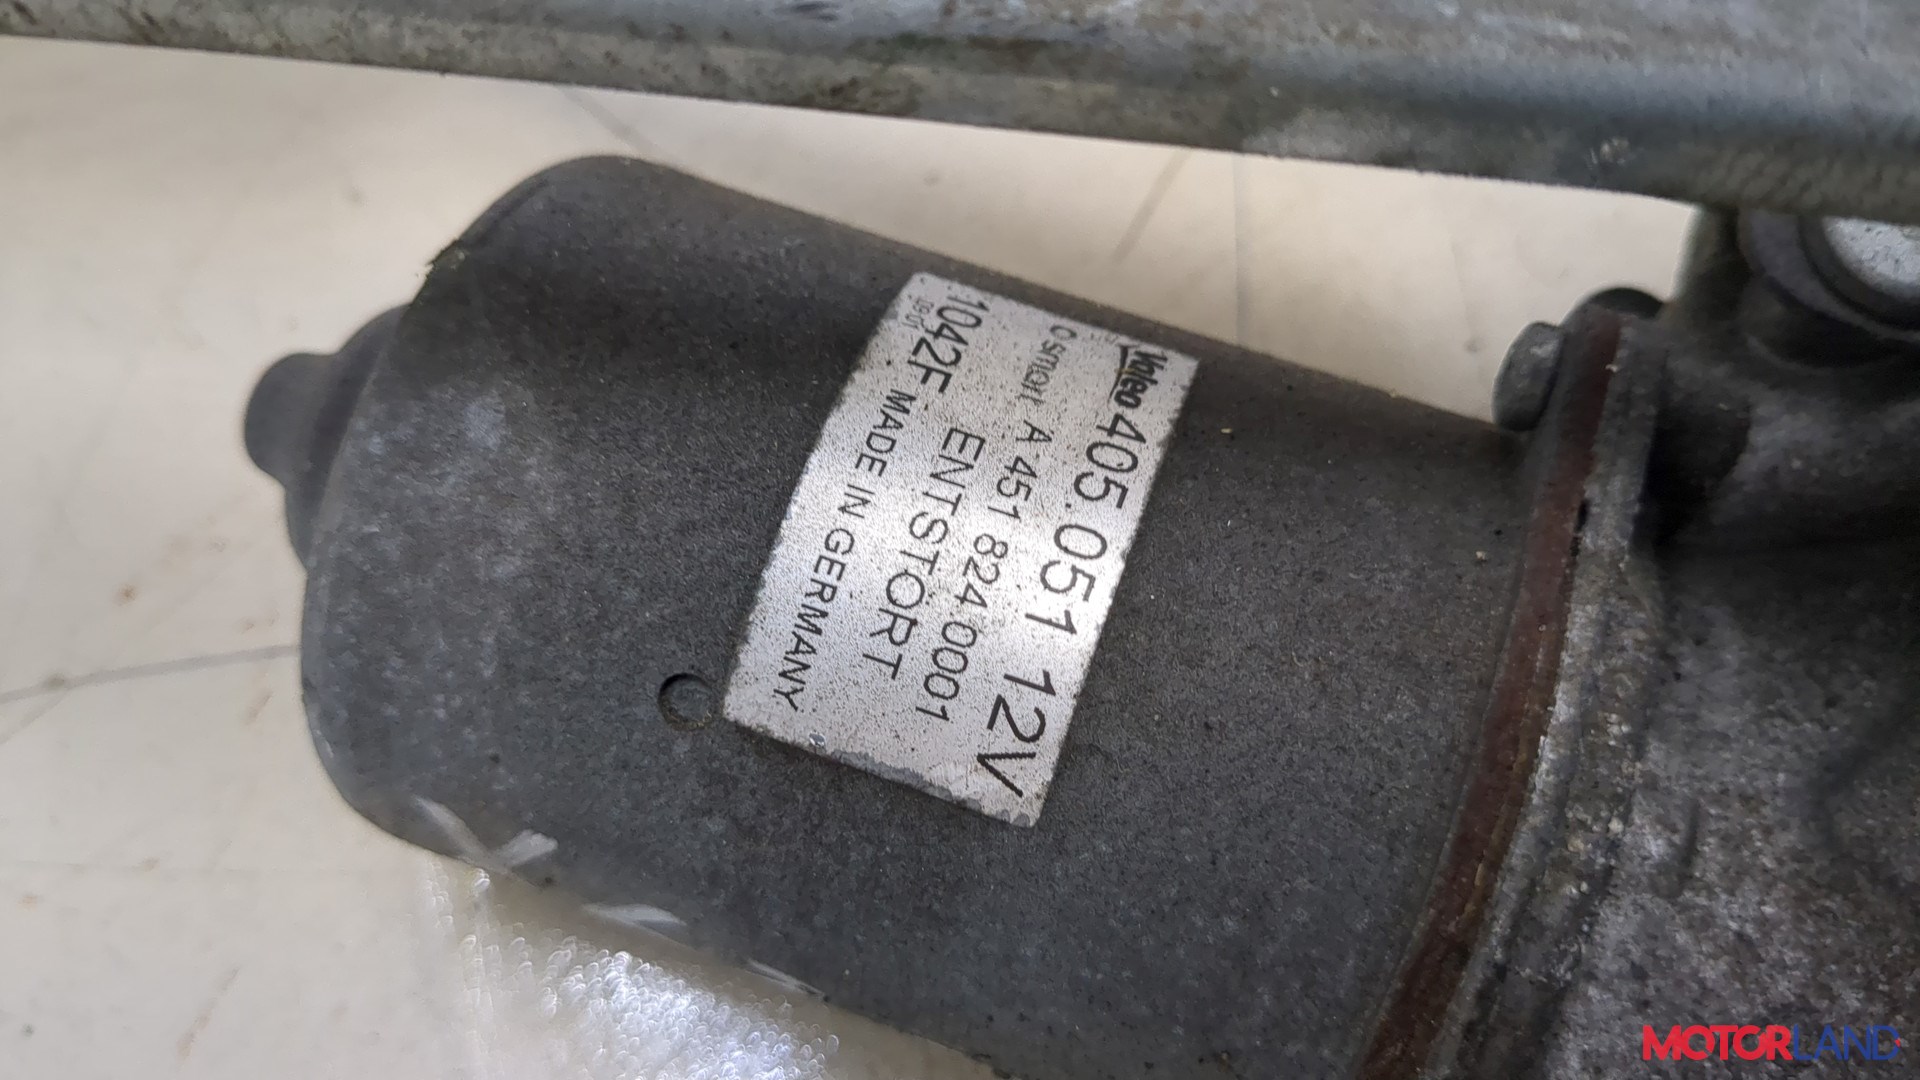 Valeo 405.051 12V
smart A 451 824 0001
ENTSTÖRT
1042F MADE IN GERMANY
MOTORLAND